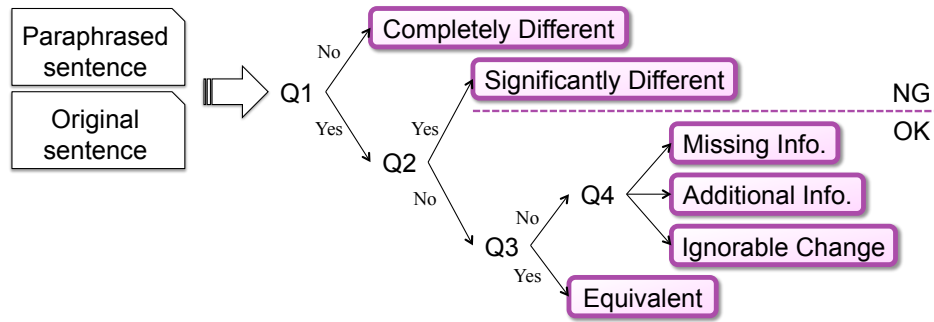 Paraphrased
sentence
Original
sentence
Q1
No
Completely Different
Yes
Q2
Yes
Significantly Different
NG
OK
No
Q3
No
Q4
Missing Info.
Additional Info.
Ignorable Change
Yes
Equivalent